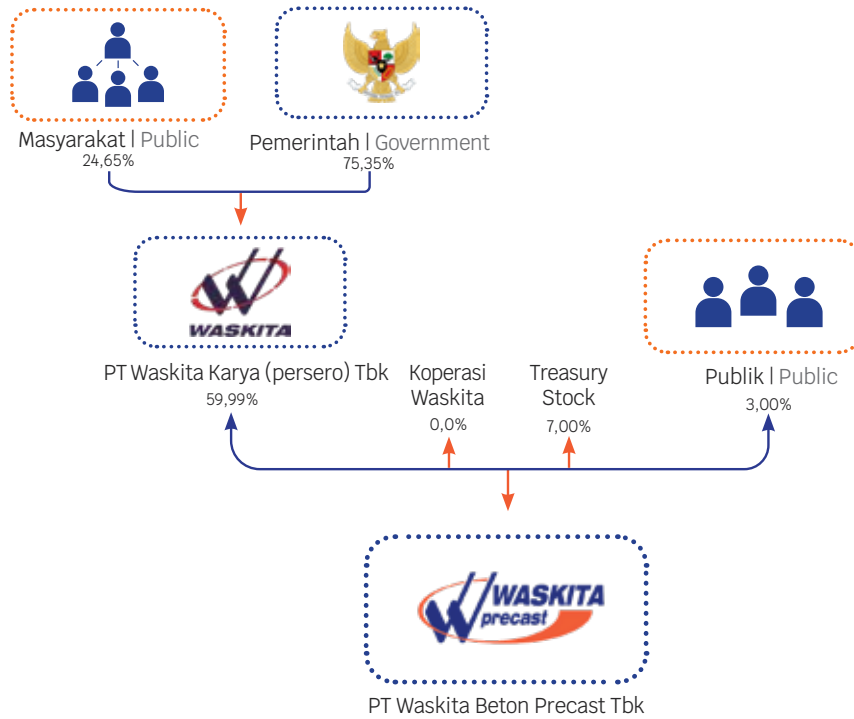 Masyarakat | Public
24,65%
Pemerintah | Government
75,35%
WASKITA
PT Waskita Karya (persero) Tbk
59,99%
Koperasi
Waskita
0,0%
Treasury
Stock
7,00%
Publik | Public
3,00%
WASKITA
precast
PT Waskita Beton Precast Tbk